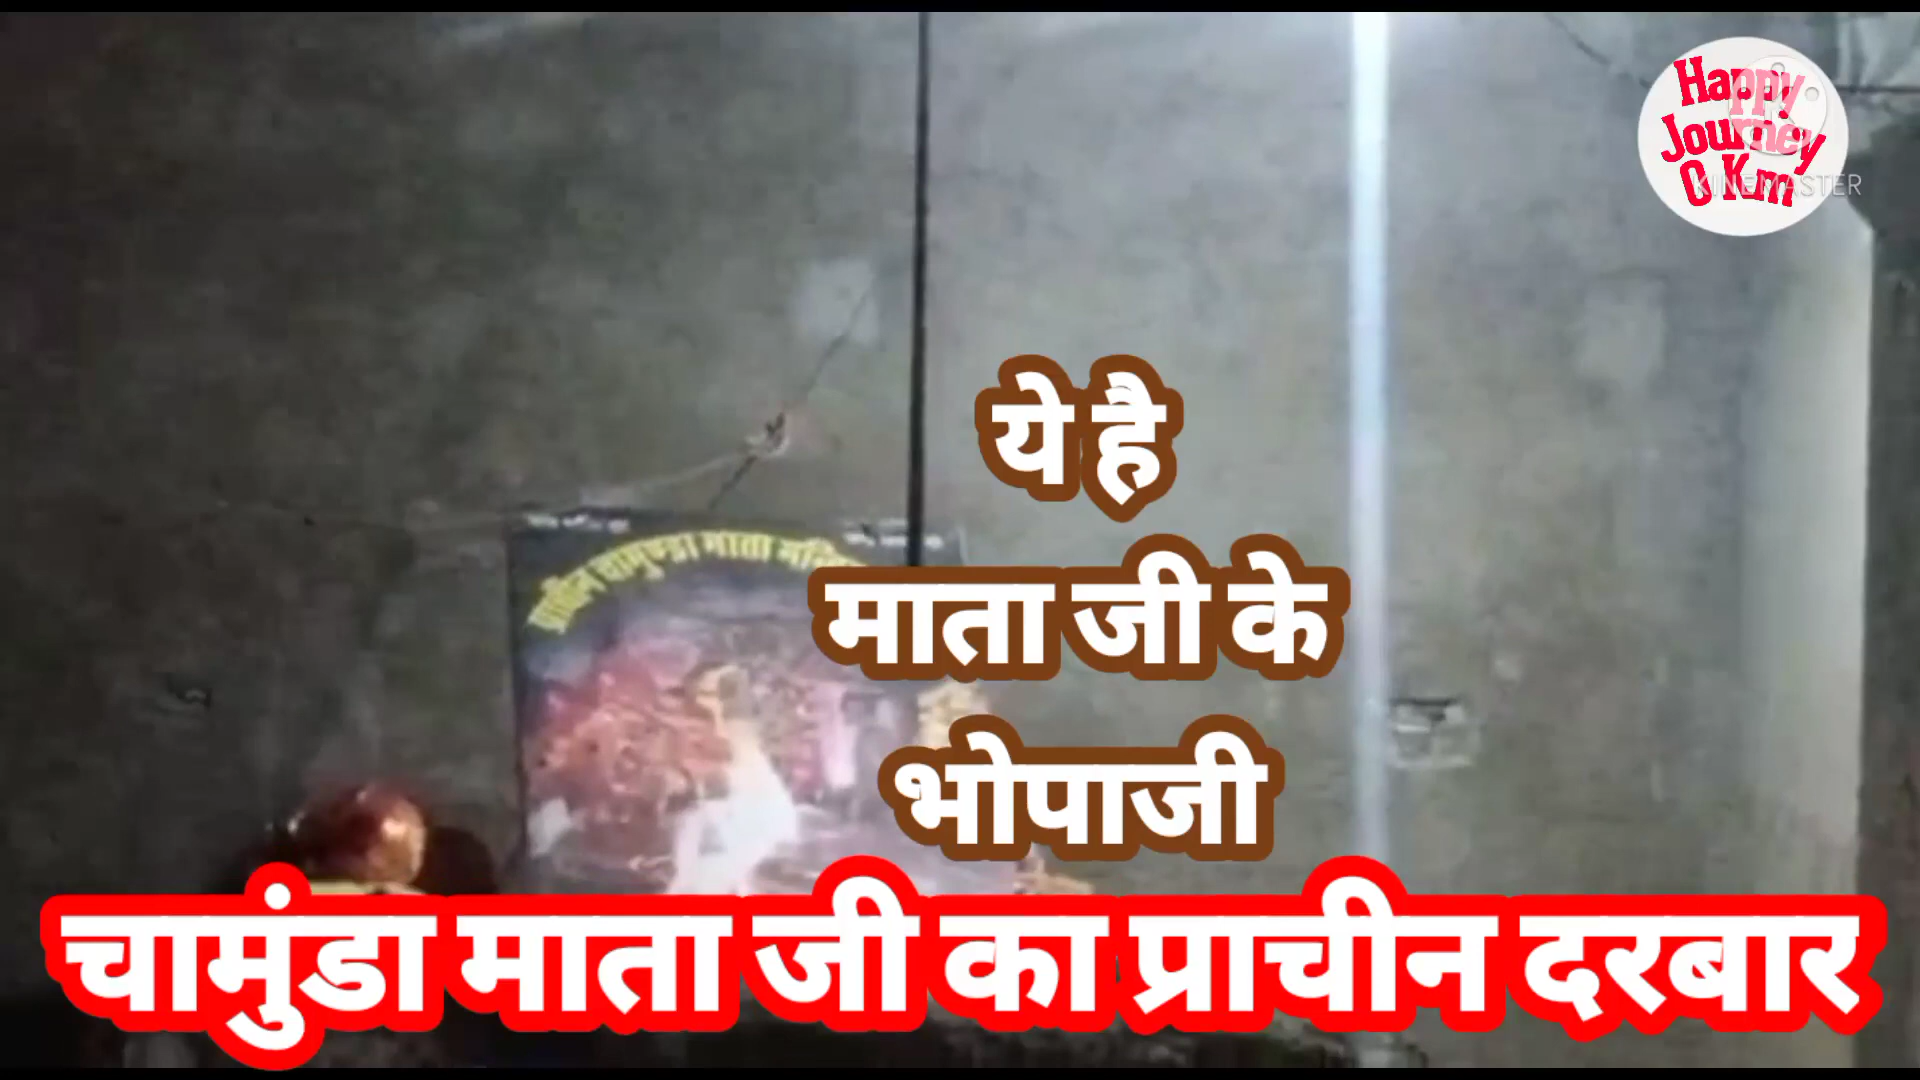 Happy
Journey
0 Km
KINEMASTER
ये है
माता जी के
भोपाजी
प्राचीन चामुण्डा माता
चामुंडा माता जी का प्राचीन दरबार